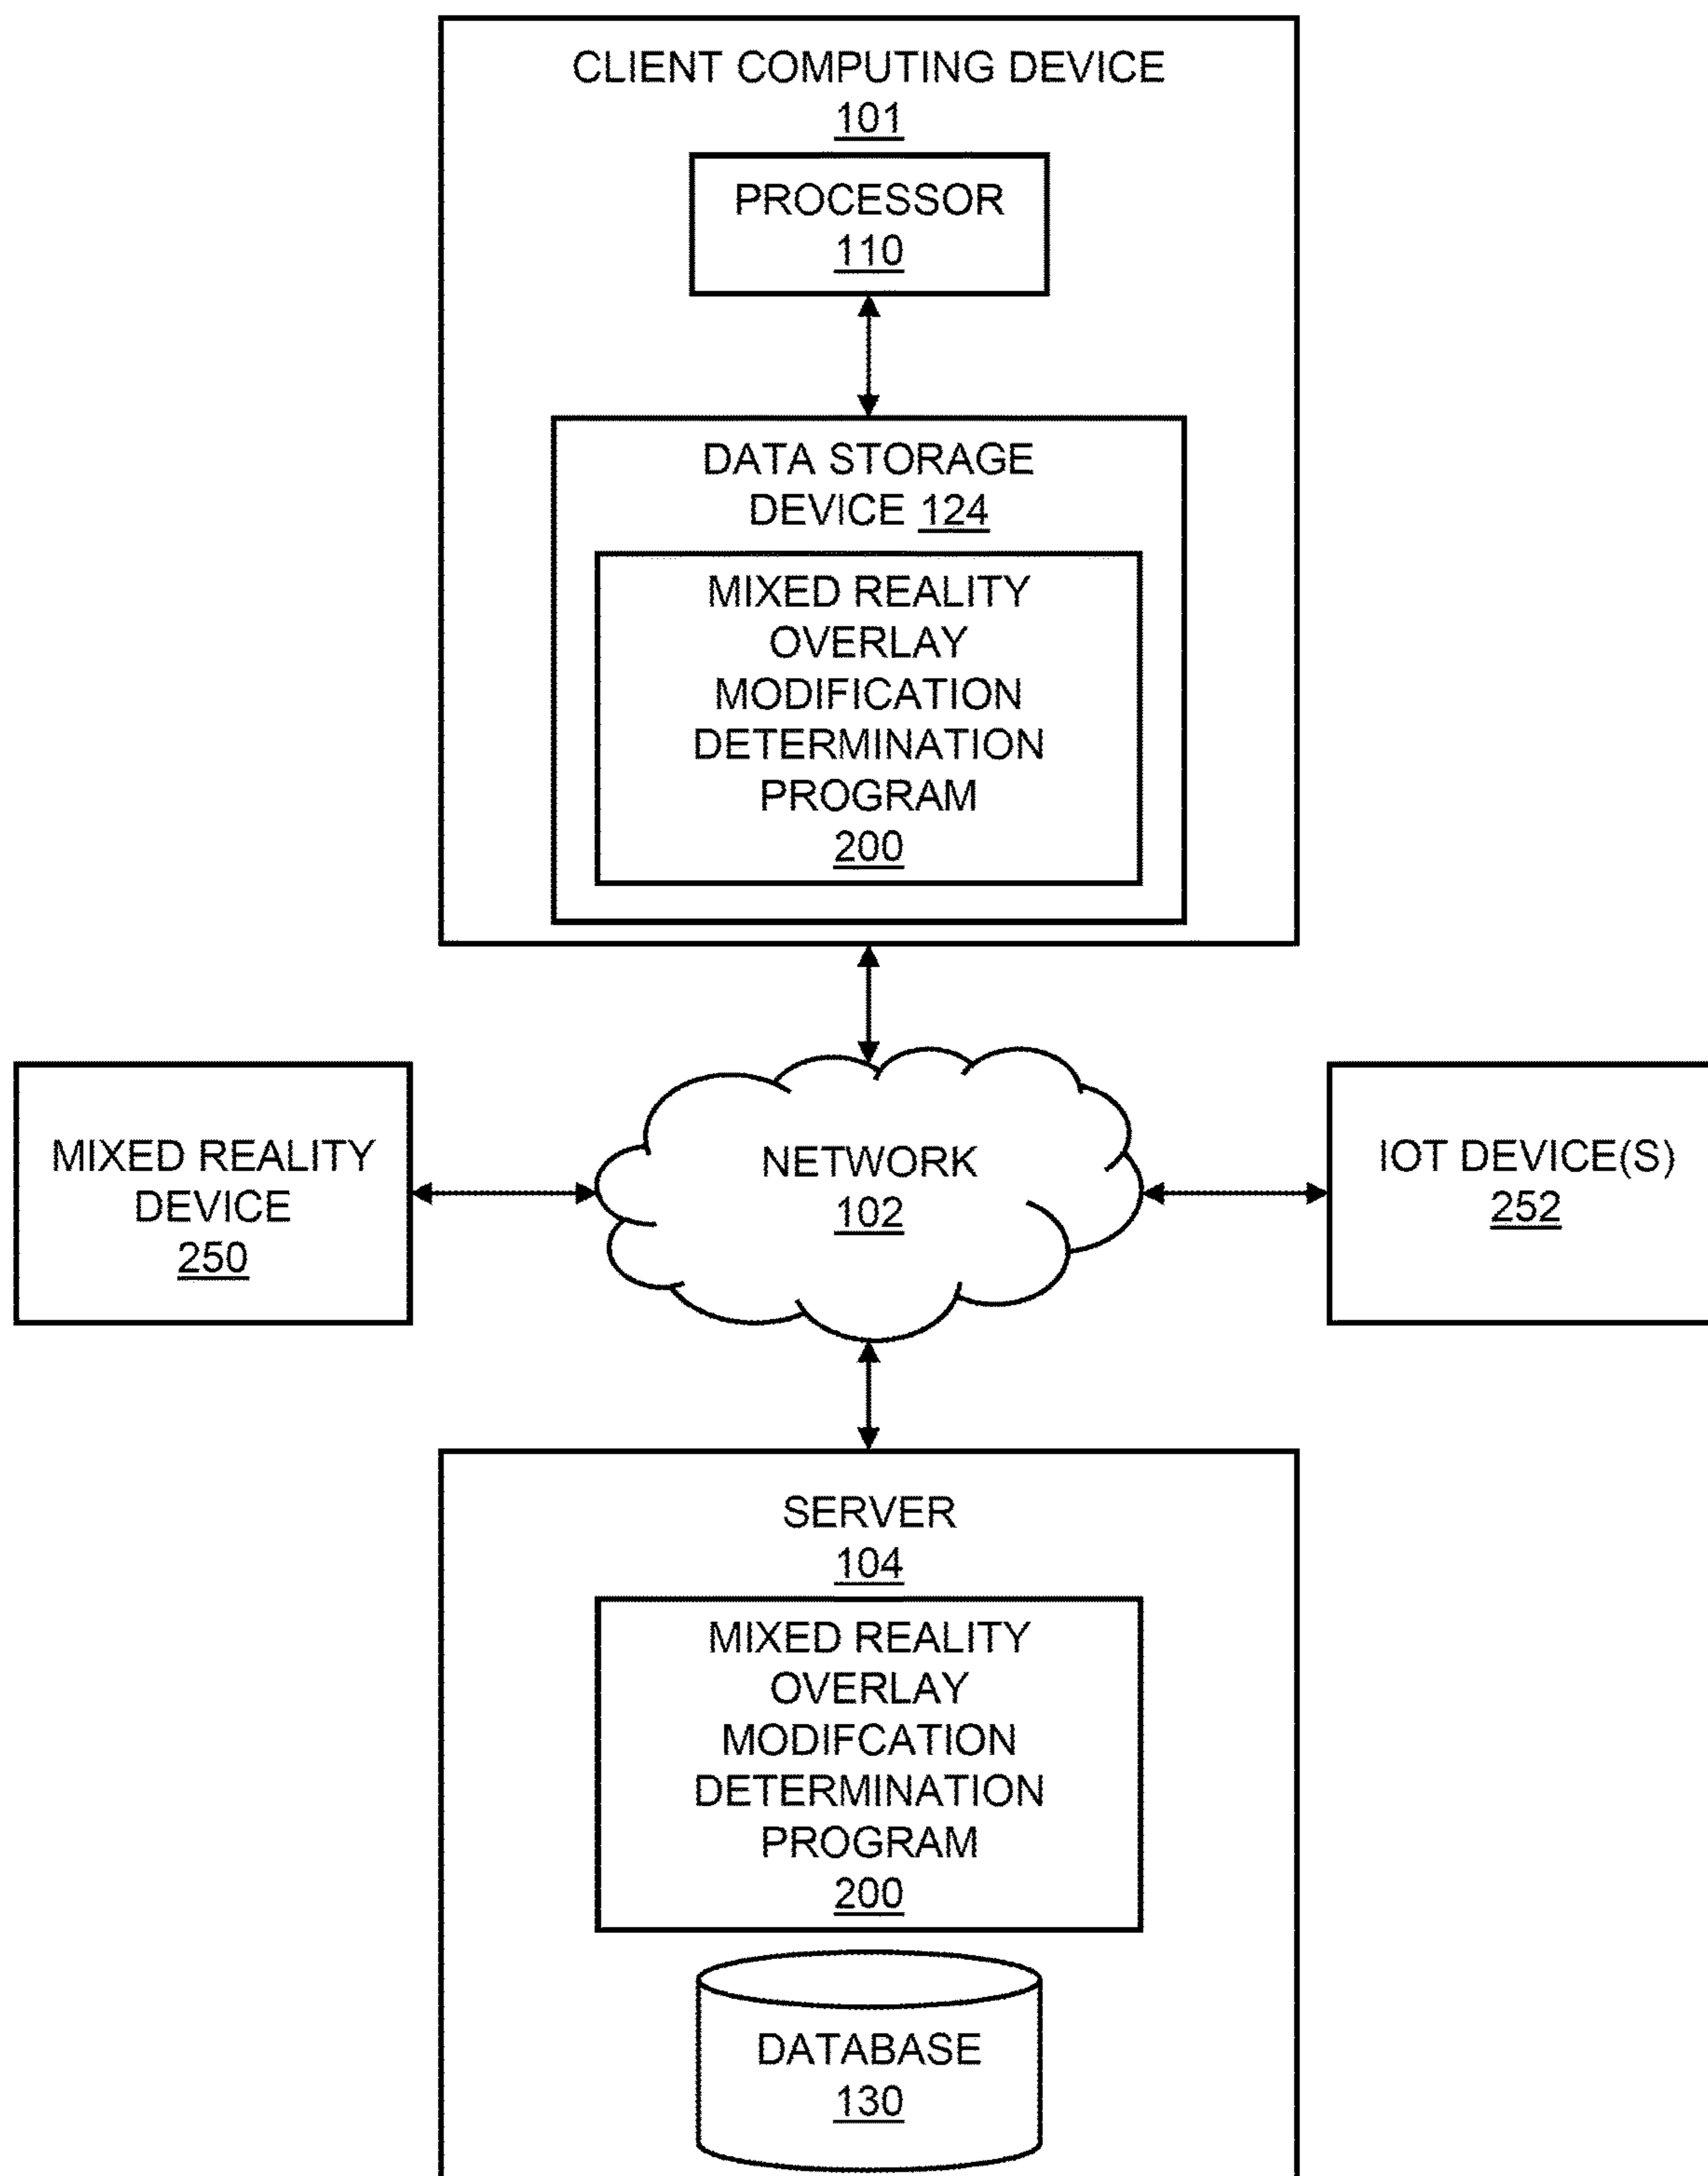 CLIENT COMPUTING DEVICE
101
PROCESSOR
110
DATA STORAGE
DEVICE 124
MIXED REALITY
OVERLAY
MODIFICATION
DETERMINATION
PROGRAM
200
MIXED REALITY
DEVICE
250
NETWORK
102
IOT DEVICE(S)
252
SERVER
104
MIXED REALITY
OVERLAY
MODIFCATION
DETERMINATION
PROGRAM
200
DATABASE
130